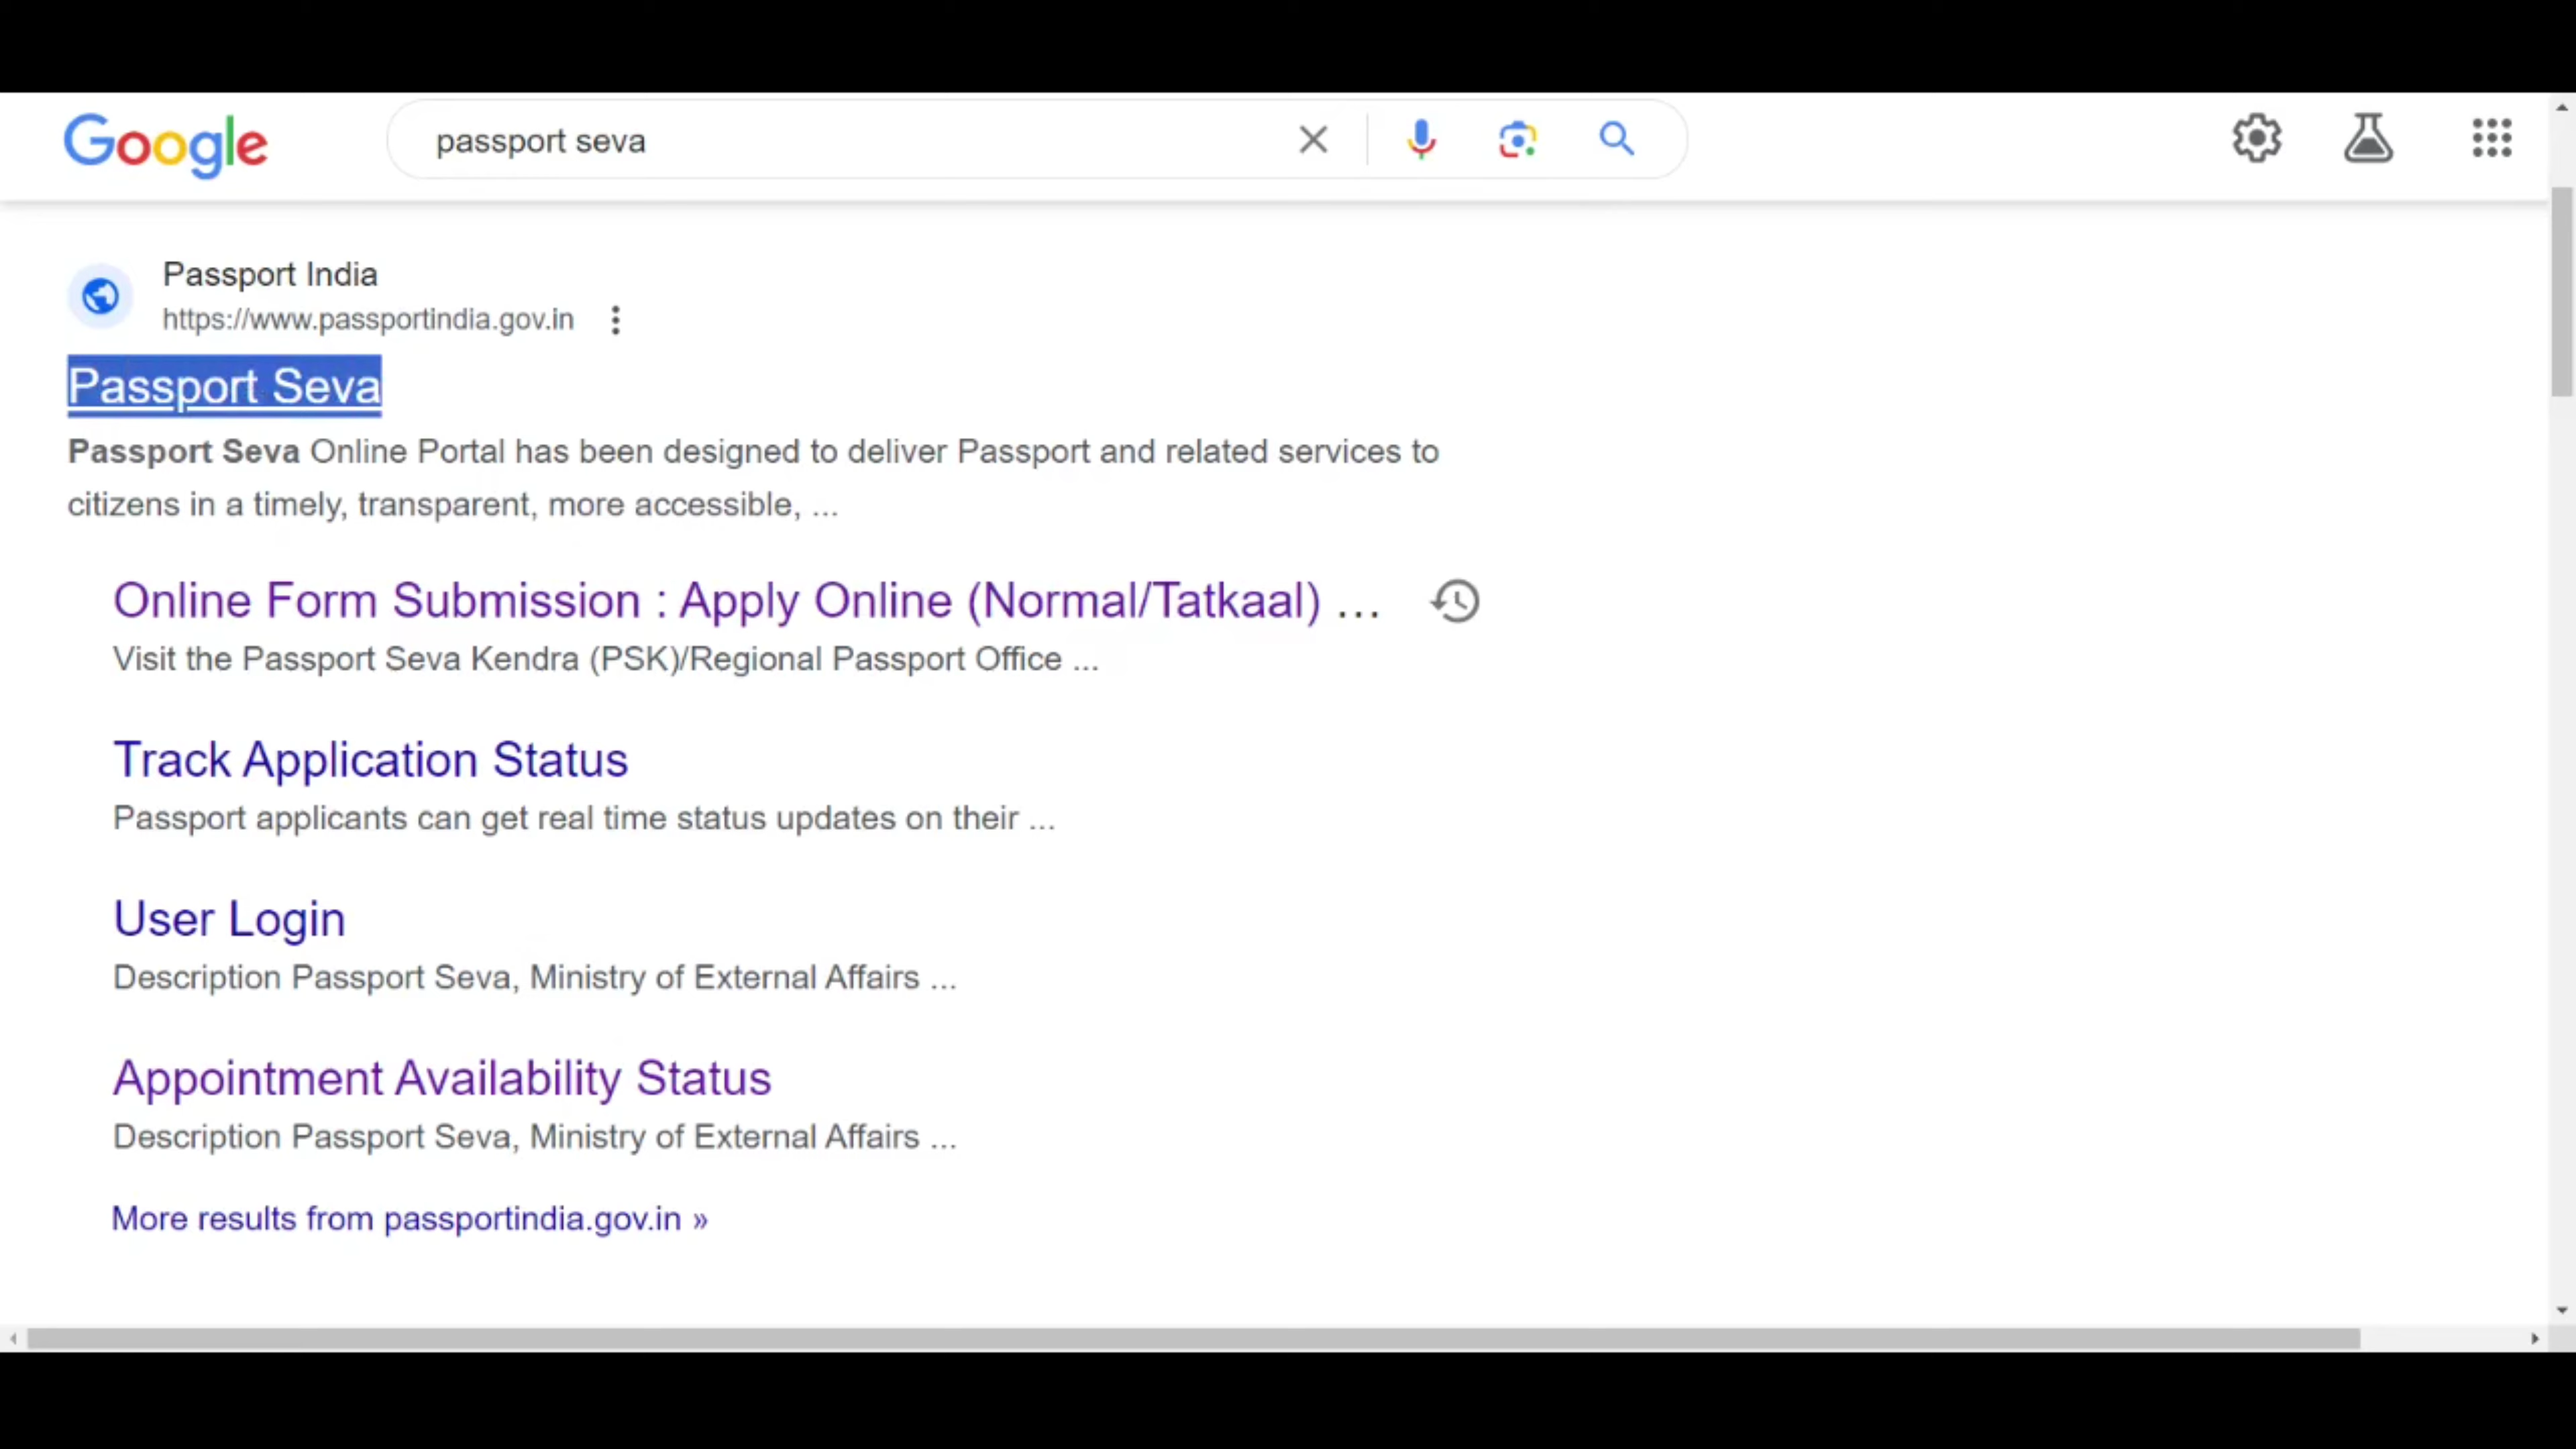 Google
passport seva
Passport India
https://www.passportindia.gov.in
Passport Seva
Passport Seva Online Portal has been designed to deliver Passport and related services to
citizens in a timely, transparent, more accessible, ...
Online Form Submission : Apply Online (Normal/Tatkaal) ...
Visit the Passport Seva Kendra (PSK)/Regional Passport Office ...
Track Application Status
Passport applicants can get real time status updates on their ...
User Login
Description Passport Seva, Ministry of External Affairs ...
Appointment Availability Status
Description Passport Seva, Ministry of External Affairs ...
More results from passportindia.gov.in »